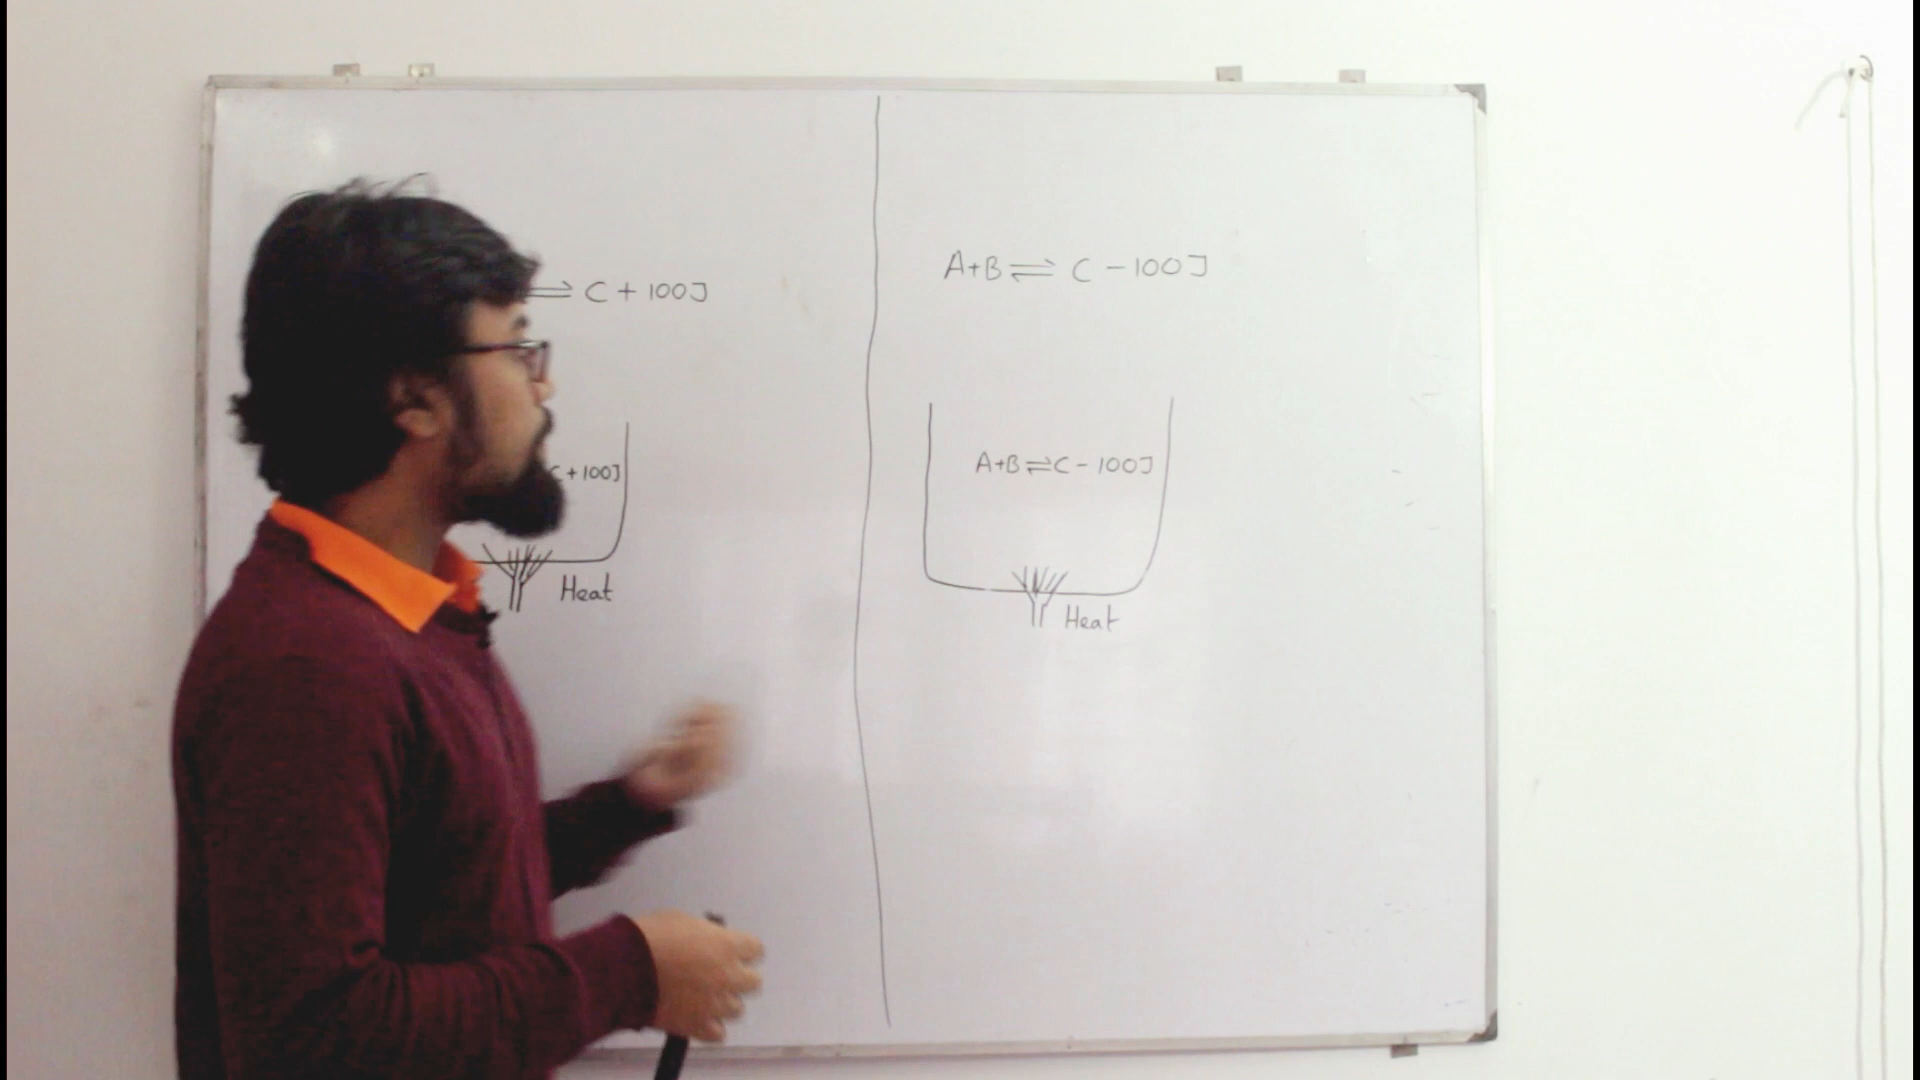 ⇌ C + 100J
C + 100J
Heat
A+B ⇌ C - 100J
A+B ⇌ C - 100J
Heat